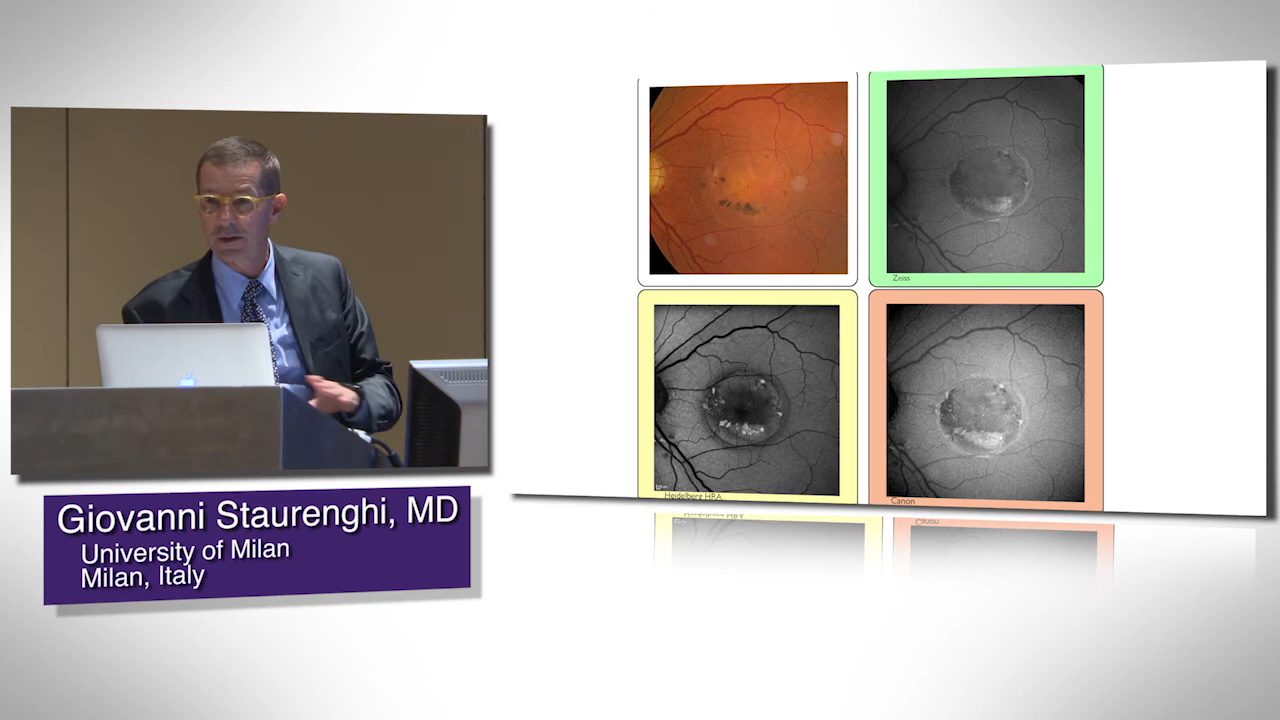 Giovanni Staurenghi, MD
University of Milan
Milan, Italy
Zeiss
Heidelberg HRA
Canon